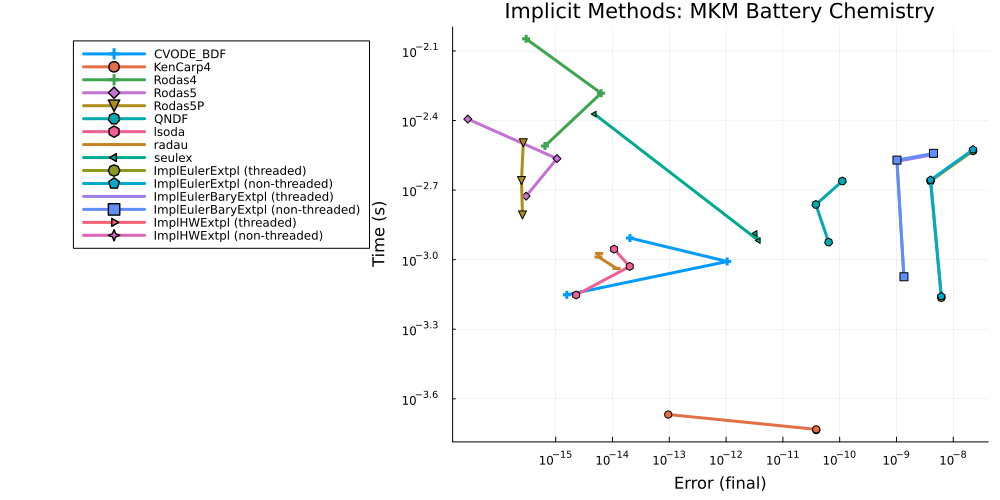 Implicit Methods: MKM Battery Chemistry
CVODE_BDF
KenCarp4
Rodas4
Rodas5
Rodas5P
QNDF
lsoda
radau
seulex
ImplEulerExtpl (threaded)
ImplEulerExtpl (non-threaded)
ImplEulerBaryExtpl (threaded)
ImplEulerBaryExtpl (non-threaded)
ImplHWExtpl (threaded)
ImplHWExtpl (non-threaded)
Time (s)
10⁻²·¹
10⁻²·⁴
10⁻²·⁷
10⁻³·⁰
10⁻³·³
10⁻³·⁶
10⁻¹⁵ 10⁻¹⁴ 10⁻¹³ 10⁻¹² 10⁻¹¹ 10⁻¹⁰ 10⁻⁹ 10⁻⁸
Error (final)